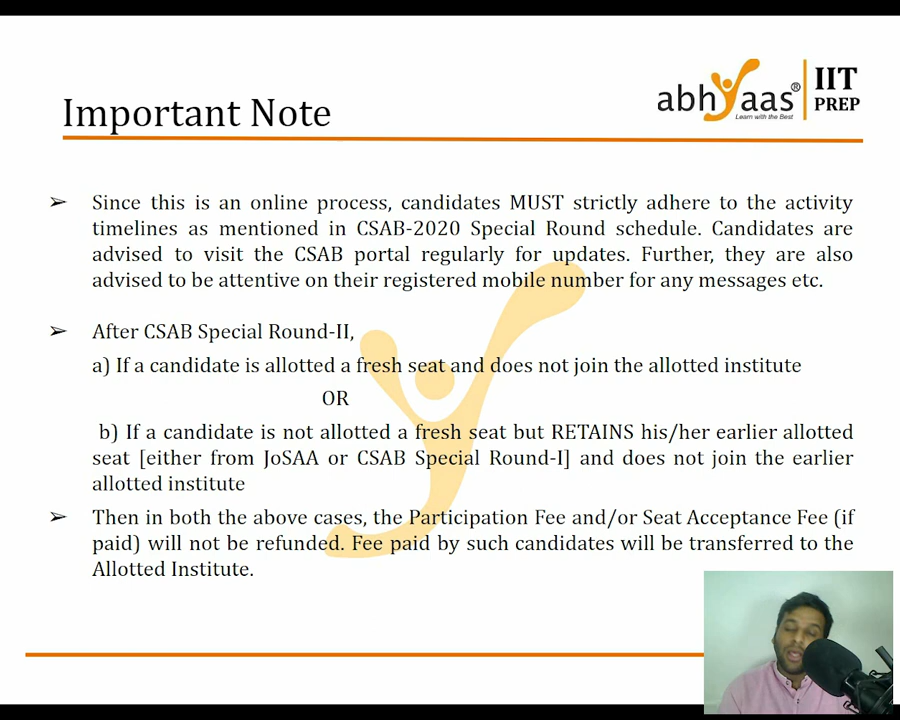 Important Note
abhyaas®
Learn with the Best
IIT
PREP
➢ Since this is an online process, candidates MUST strictly adhere to the activity
timelines as mentioned in CSAB-2020 Special Round schedule. Candidates are
advised to visit the CSAB portal regularly for updates. Further, they are also
advised to be attentive on their registered mobile number for any messages etc.
➢ After CSAB Special Round-II,
a) If a candidate is allotted a fresh seat and does not join the allotted institute
OR
b) If a candidate is not allotted a fresh seat but RETAINS his/her earlier allotted
seat [either from JoSAA or CSAB Special Round-I] and does not join the earlier
allotted institute
➢ Then in both the above cases, the Participation Fee and/or Seat Acceptance Fee (if
paid) will not be refunded. Fee paid by such candidates will be transferred to the
Allotted Institute.